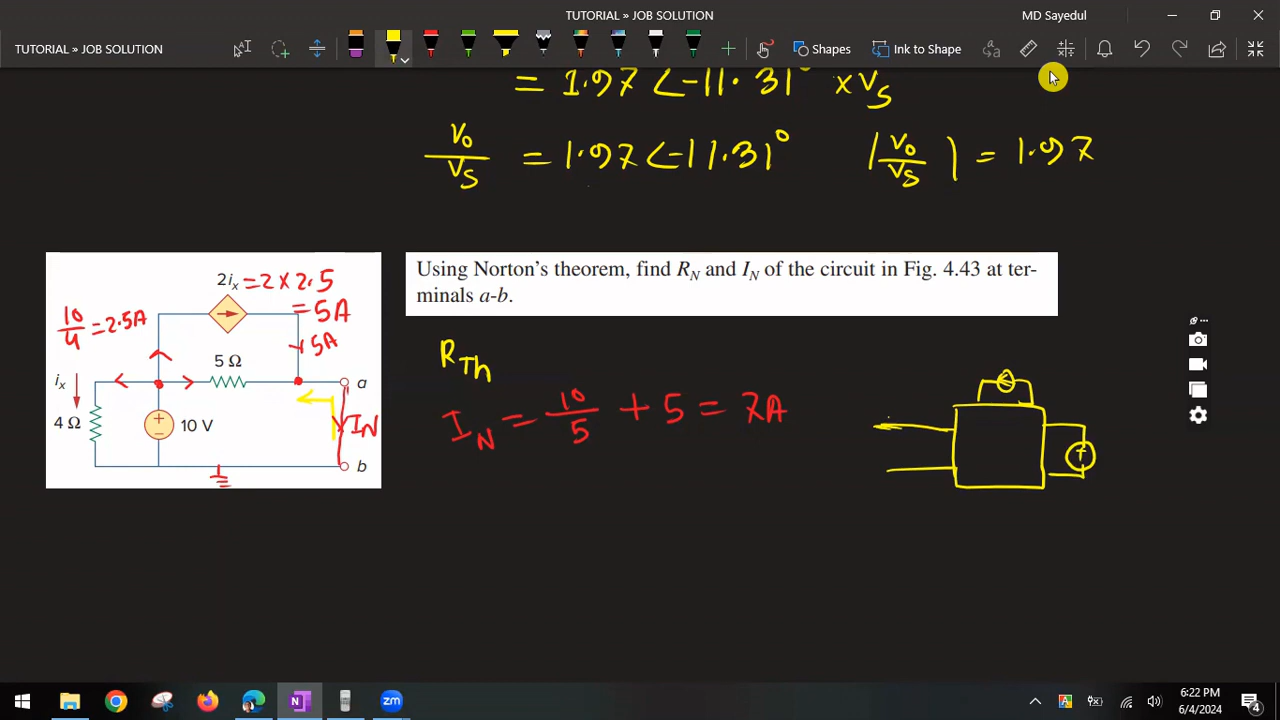 TUTORIAL » JOB SOLUTION
MD Sayedul
TUTORIAL » JOB SOLUTION
Shapes
Ink to Shape
= 1.97 <-11.31° × Vs
Vo/Vs = 1.97 <-11.31°
|Vo/Vs| = 1.97
Using Norton's theorem, find RN and IN of the circuit in Fig. 4.43 at ter-
minals a-b.
2ix = 2 × 2.5
= 5A
10/4 = 2.5A
5A
5 Ω
a
ix
4 Ω
10 V
IN
b
RTh
IN = 10/5 + 5 = 7A
6:22 PM
6/4/2024
4